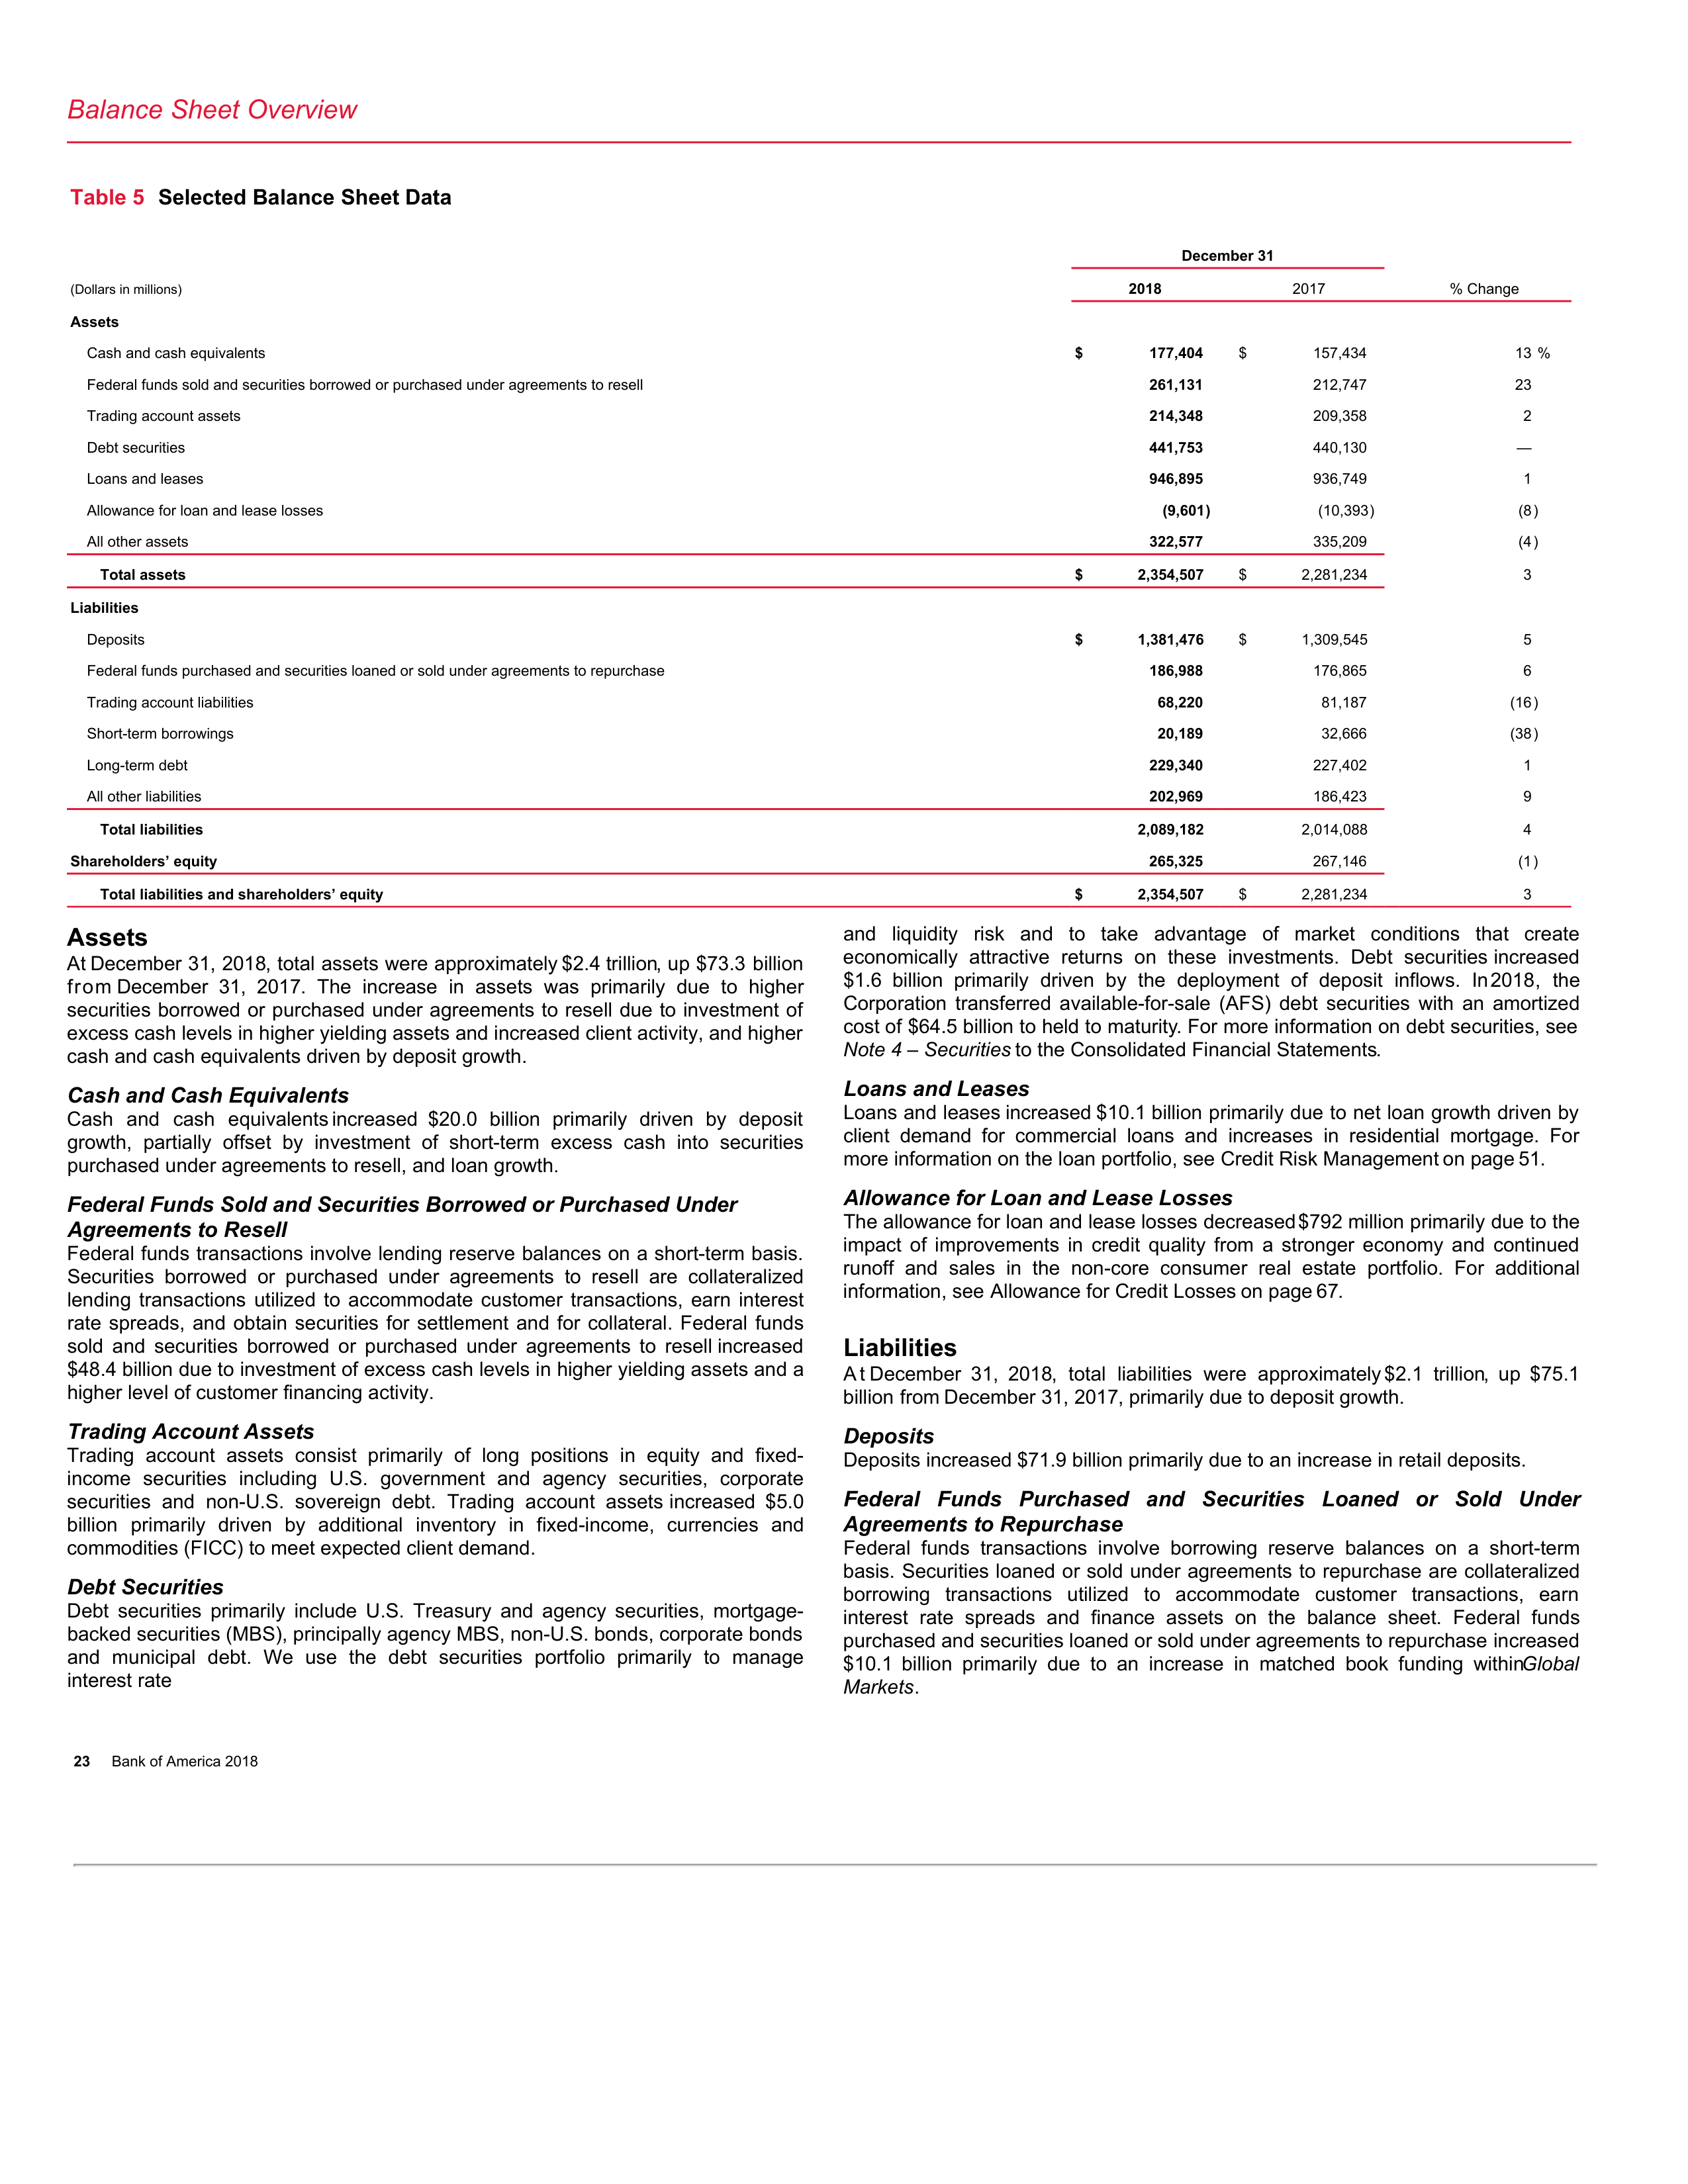 Balance Sheet Overview
Table 5 Selected Balance Sheet Data
December 31
(Dollars in millions) 2018 2017 % Change
Assets
Cash and cash equivalents $ 177,404 $ 157,434 13 %
Federal funds sold and securities borrowed or purchased under agreements to resell 261,131 212,747 23
Trading account assets 214,348 209,358 2
Debt securities 441,753 440,130 —
Loans and leases 946,895 936,749 1
Allowance for loan and lease losses (9,601) (10,393) (8)
All other assets 322,577 335,209 (4)
Total assets $ 2,354,507 $ 2,281,234 3
Liabilities
Deposits $ 1,381,476 $ 1,309,545 5
Federal funds purchased and securities loaned or sold under agreements to repurchase 186,988 176,865 6
Trading account liabilities 68,220 81,187 (16)
Short-term borrowings 20,189 32,666 (38)
Long-term debt 229,340 227,402 1
All other liabilities 202,969 186,423 9
Total liabilities 2,089,182 2,014,088 4
Shareholders’ equity 265,325 267,146 (1)
Total liabilities and shareholders’ equity $ 2,354,507 $ 2,281,234 3
Assets
At December 31, 2018, total assets were approximately $2.4 trillion, up $73.3 billion
from December 31, 2017. The increase in assets was primarily due to higher
securities borrowed or purchased under agreements to resell due to investment of
excess cash levels in higher yielding assets and increased client activity, and higher
cash and cash equivalents driven by deposit growth.
Cash and Cash Equivalents
Cash and cash equivalents increased $20.0 billion primarily driven by deposit
growth, partially offset by investment of short-term excess cash into securities
purchased under agreements to resell, and loan growth.
Federal Funds Sold and Securities Borrowed or Purchased Under
Agreements to Resell
Federal funds transactions involve lending reserve balances on a short-term basis.
Securities borrowed or purchased under agreements to resell are collateralized
lending transactions utilized to accommodate customer transactions, earn interest
rate spreads, and obtain securities for settlement and for collateral. Federal funds
sold and securities borrowed or purchased under agreements to resell increased
$48.4 billion due to investment of excess cash levels in higher yielding assets and a
higher level of customer financing activity.
Trading Account Assets
Trading account assets consist primarily of long positions in equity and fixed-
income securities including U.S. government and agency securities, corporate
securities and non-U.S. sovereign debt. Trading account assets increased $5.0
billion primarily driven by additional inventory in fixed-income, currencies and
commodities (FICC) to meet expected client demand.
Debt Securities
Debt securities primarily include U.S. Treasury and agency securities, mortgage-
backed securities (MBS), principally agency MBS, non-U.S. bonds, corporate bonds
and municipal debt. We use the debt securities portfolio primarily to manage
interest rate
and liquidity risk and to take advantage of market conditions that create
economically attractive returns on these investments. Debt securities increased
$1.6 billion primarily driven by the deployment of deposit inflows. In 2018, the
Corporation transferred available-for-sale (AFS) debt securities with an amortized
cost of $64.5 billion to held to maturity. For more information on debt securities, see
Note 4 – Securities to the Consolidated Financial Statements.
Loans and Leases
Loans and leases increased $10.1 billion primarily due to net loan growth driven by
client demand for commercial loans and increases in residential mortgage. For
more information on the loan portfolio, see Credit Risk Management on page 51.
Allowance for Loan and Lease Losses
The allowance for loan and lease losses decreased $792 million primarily due to the
impact of improvements in credit quality from a stronger economy and continued
runoff and sales in the non-core consumer real estate portfolio. For additional
information, see Allowance for Credit Losses on page 67.
Liabilities
At December 31, 2018, total liabilities were approximately $2.1 trillion, up $75.1
billion from December 31, 2017, primarily due to deposit growth.
Deposits
Deposits increased $71.9 billion primarily due to an increase in retail deposits.
Federal Funds Purchased and Securities Loaned or Sold Under
Agreements to Repurchase
Federal funds transactions involve borrowing reserve balances on a short-term
basis. Securities loaned or sold under agreements to repurchase are collateralized
borrowing transactions utilized to accommodate customer transactions, earn
interest rate spreads and finance assets on the balance sheet. Federal funds
purchased and securities loaned or sold under agreements to repurchase increased
$10.1 billion primarily due to an increase in matched book funding within Global
Markets.
23 Bank of America 2018